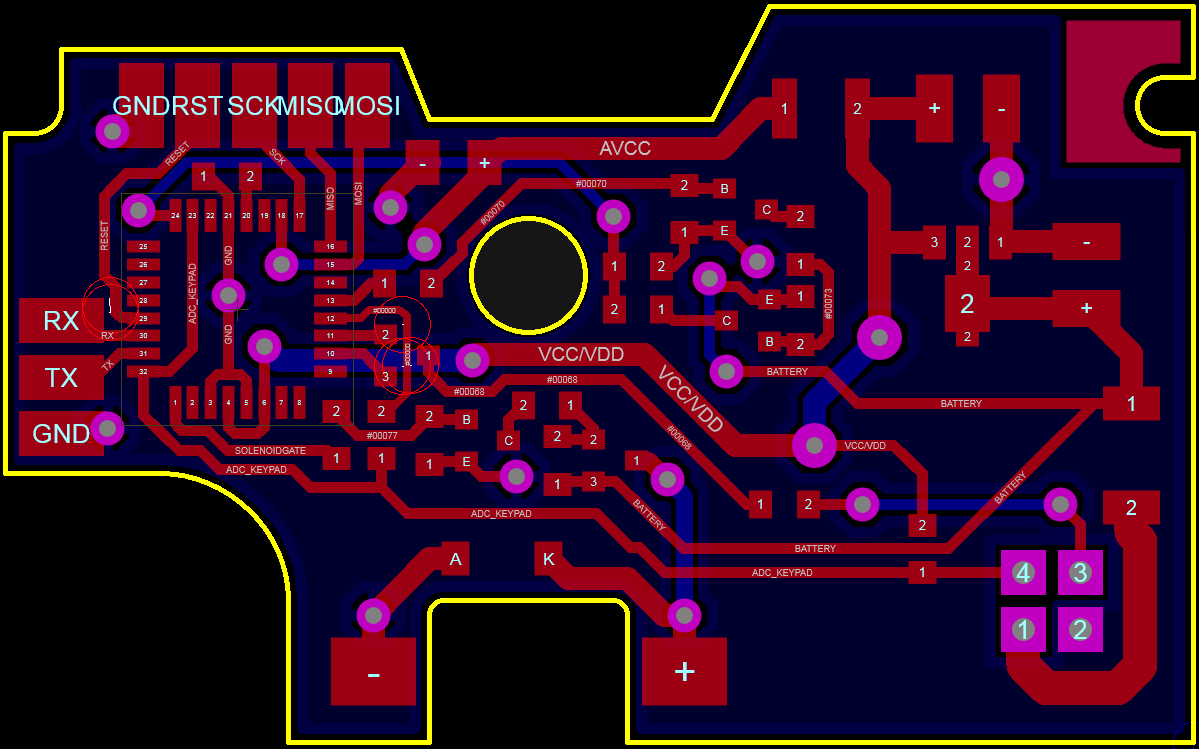 GND RST SCK MISO MOSI
1 2 + -
RESET SCK MISO MOSI
- + AVCC
1 2 #00070 2 B
24 23 22 21 20 19 18 17
#00070 C 2
RESET GND 1 E
25 16 3 2 1 -
26 15 1 2 1 2
27 14 1 2
28 13 E 1 #00073
ADC_KEYPAD
RX 29 12 #00000 2 1 C 2 +
RX 30 11 2 GND
TX 31 10 1 #00000 VCC/VDD B 2 2
TX 32 9 3 BATTERY
#00068 #00068 VCC/VDD
1 2 3 4 5 6 7 8 2 2 2 B 2 1 BATTERY 1
GND #00077 C 2 2 #00068
SOLENOIDGATE 1 1 1 E 1 VCC/VDD
ADC_KEYPAD 1 3 BATTERY
1 2 2
ADC_KEYPAD BATTERY 2
BATTERY
A K ADC_KEYPAD 1 4 3
1 2
- +